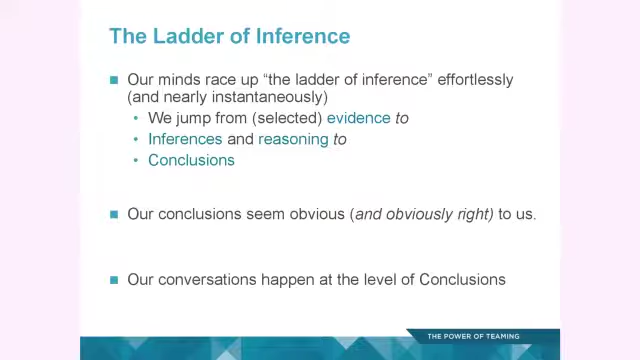 The Ladder of Inference
Our minds race up “the ladder of inference” effortlessly
(and nearly instantaneously)
We jump from (selected) evidence to
Inferences and reasoning to
Conclusions
Our conclusions seem obvious (and obviously right) to us.
Our conversations happen at the level of Conclusions
THE POWER OF TEAMING